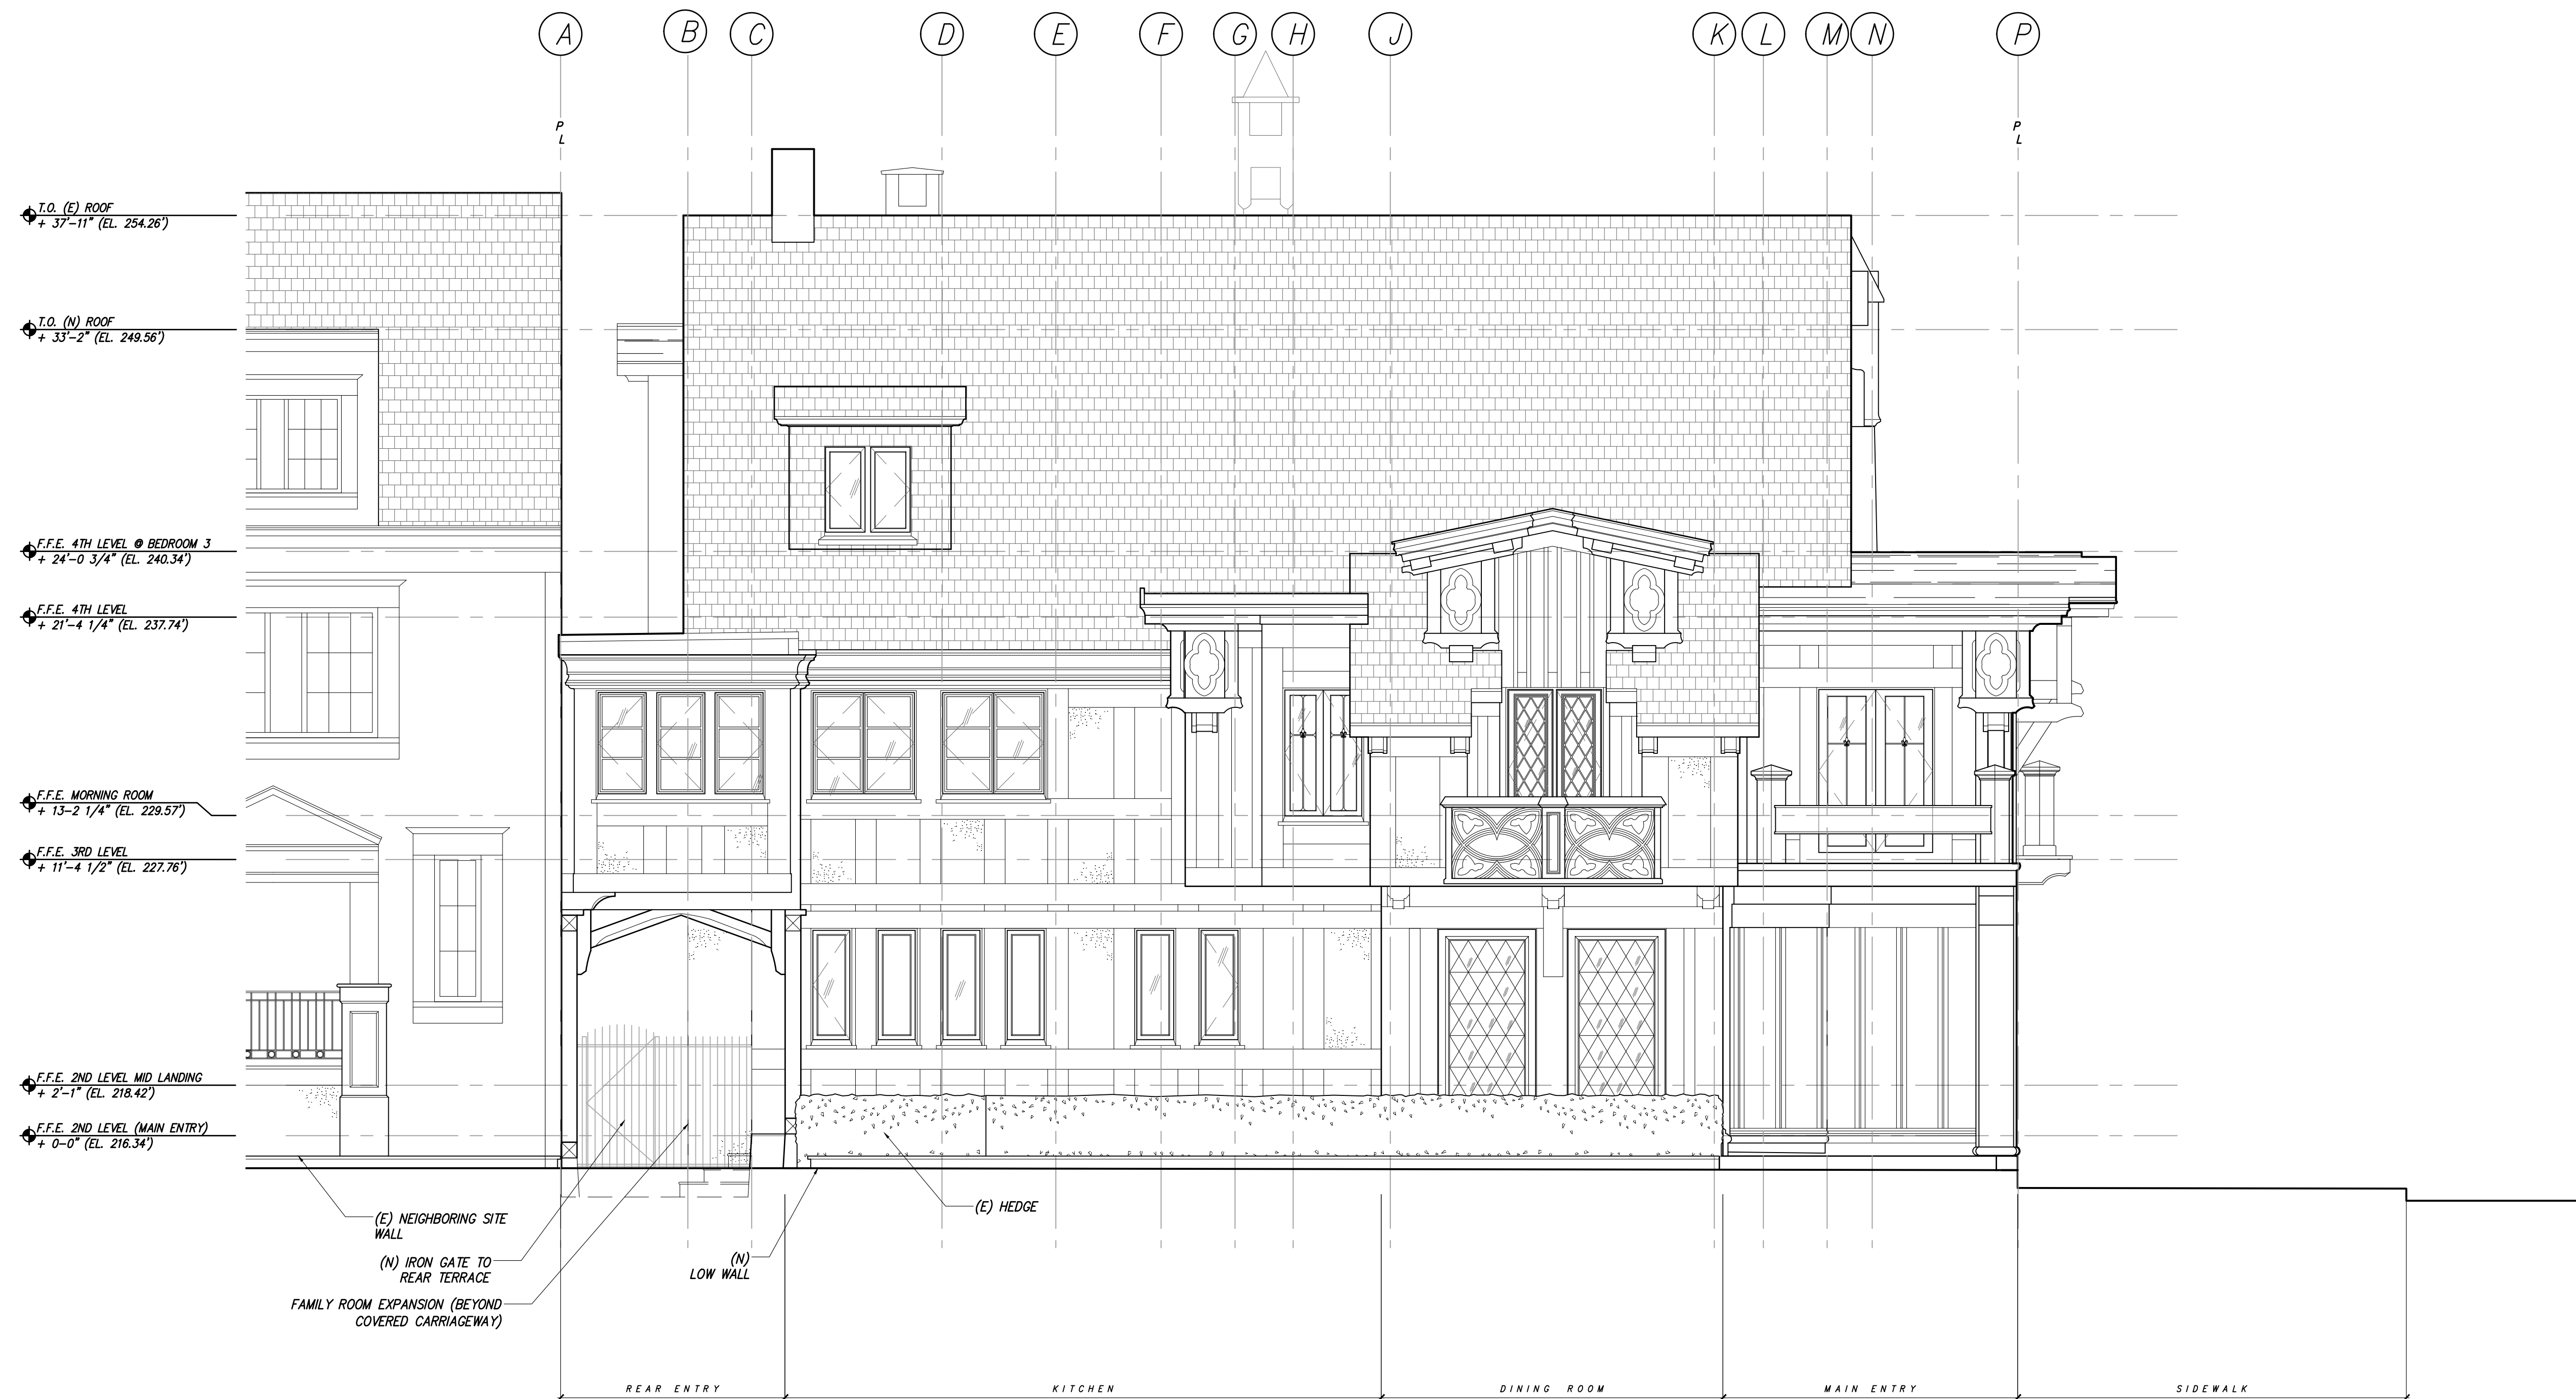 A B C D E F G H J K L M N P
P
L
P
L
T.O. (E) ROOF
+ 37'-11" (EL. 254.26')
T.O. (N) ROOF
+ 33'-2" (EL. 249.56')
F.F.E. 4TH LEVEL @ BEDROOM 3
+ 24'-0 3/4" (EL. 240.34')
F.F.E. 4TH LEVEL
+ 21'-4 1/4" (EL. 237.74')
F.F.E. MORNING ROOM
+ 13-2 1/4" (EL. 229.57')
F.F.E. 3RD LEVEL
+ 11'-4 1/2" (EL. 227.76')
F.F.E. 2ND LEVEL MID LANDING
+ 2'-1" (EL. 218.42')
F.F.E. 2ND LEVEL (MAIN ENTRY)
+ 0-0" (EL. 216.34')
(E) NEIGHBORING SITE
WALL
(N) IRON GATE TO
REAR TERRACE
FAMILY ROOM EXPANSION (BEYOND
COVERED CARRIAGEWAY)
(N)
LOW WALL
(E) HEDGE
REAR ENTRY
KITCHEN
DINING ROOM
MAIN ENTRY
SIDEWALK